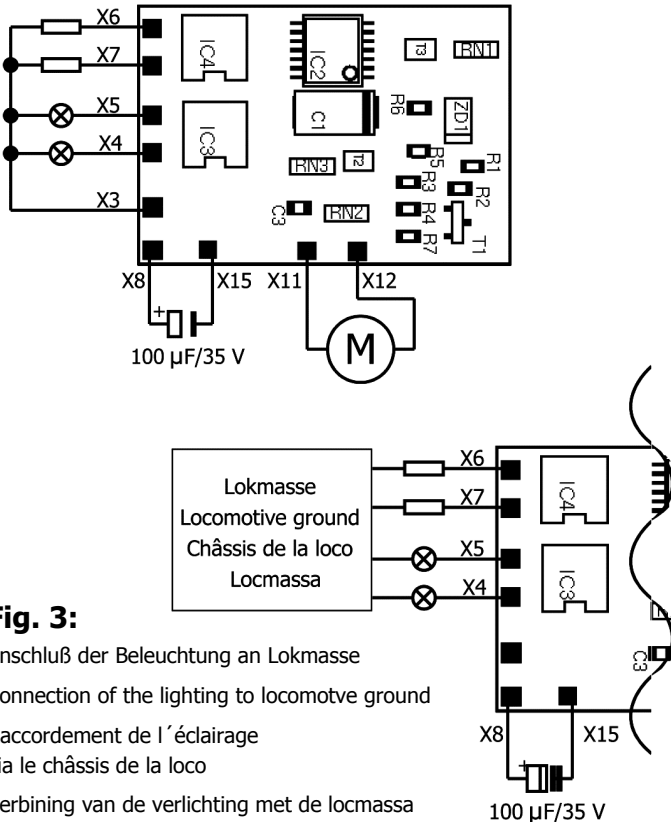 X6
X7
X5
X4
X3
IC4
IC3
IC2
C1
T3
RN1
R6
ZD1
R5
R1
R3
R2
R4
R7
T1
RN3
T2
C3
RN2
X8
X15
X11
X12
+
100 µF/35 V
M
Lokmasse
Locomotive ground
Châssis de la loco
Locmassa
X6
X7
X5
X4
IC4
IC3
C3
X8
X15
+
100 µF/35 V
Fig. 3:
nschluß der Beleuchtung an Lokmasse
onnection of the lighting to locomotve ground
accordement de l´éclairage
ia le châssis de la loco
erbining van de verlichting met de locmassa